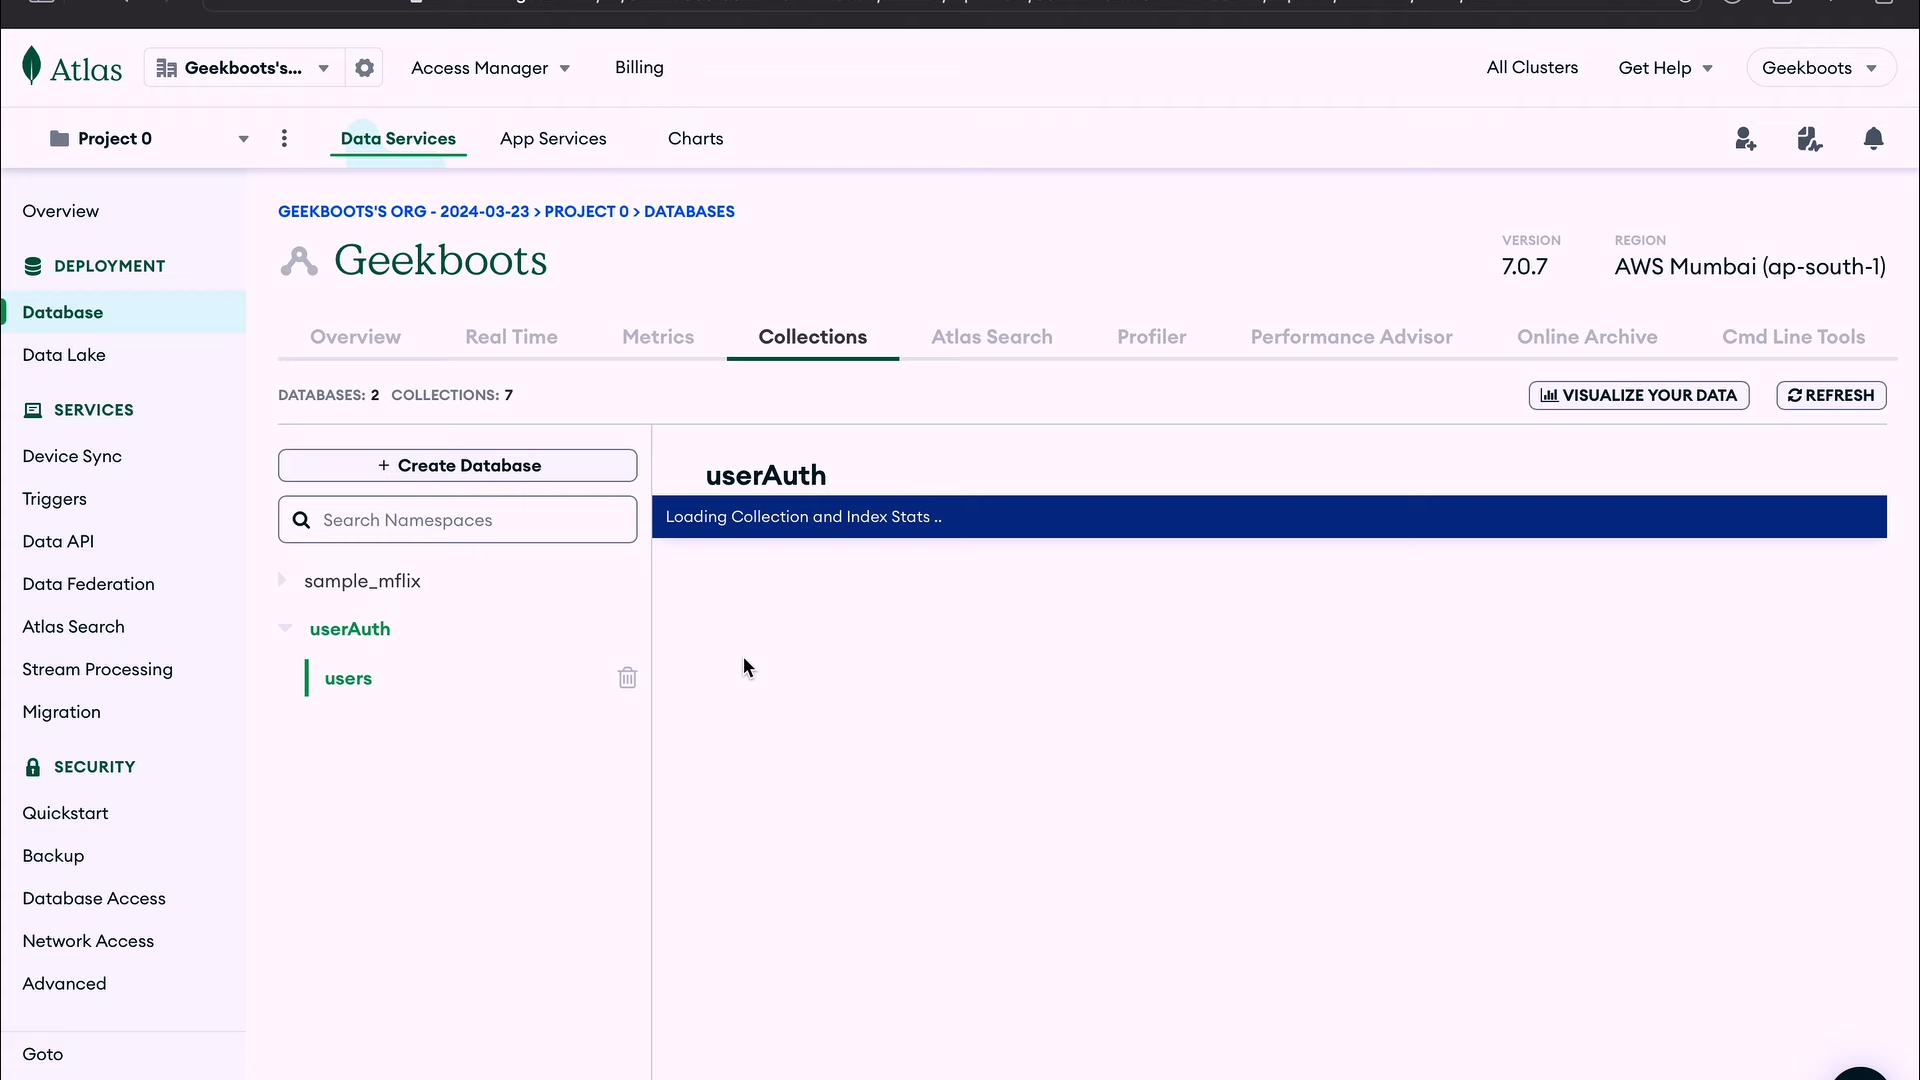 Atlas
Geekboots's...
Access Manager
Billing
All Clusters
Get Help
Geekboots
Project 0
Data Services
App Services
Charts
Overview
DEPLOYMENT
Database
Data Lake
SERVICES
Device Sync
Triggers
Data API
Data Federation
Atlas Search
Stream Processing
Migration
SECURITY
Quickstart
Backup
Database Access
Network Access
Advanced
Goto
GEEKBOOTS'S ORG - 2024-03-23 > PROJECT 0 > DATABASES
Geekboots
VERSION
7.0.7
REGION
AWS Mumbai (ap-south-1)
Overview
Real Time
Metrics
Collections
Atlas Search
Profiler
Performance Advisor
Online Archive
Cmd Line Tools
DATABASES: 2 COLLECTIONS: 7
VISUALIZE YOUR DATA
REFRESH
+ Create Database
Search Namespaces
sample_mflix
userAuth
users
userAuth
Loading Collection and Index Stats ..